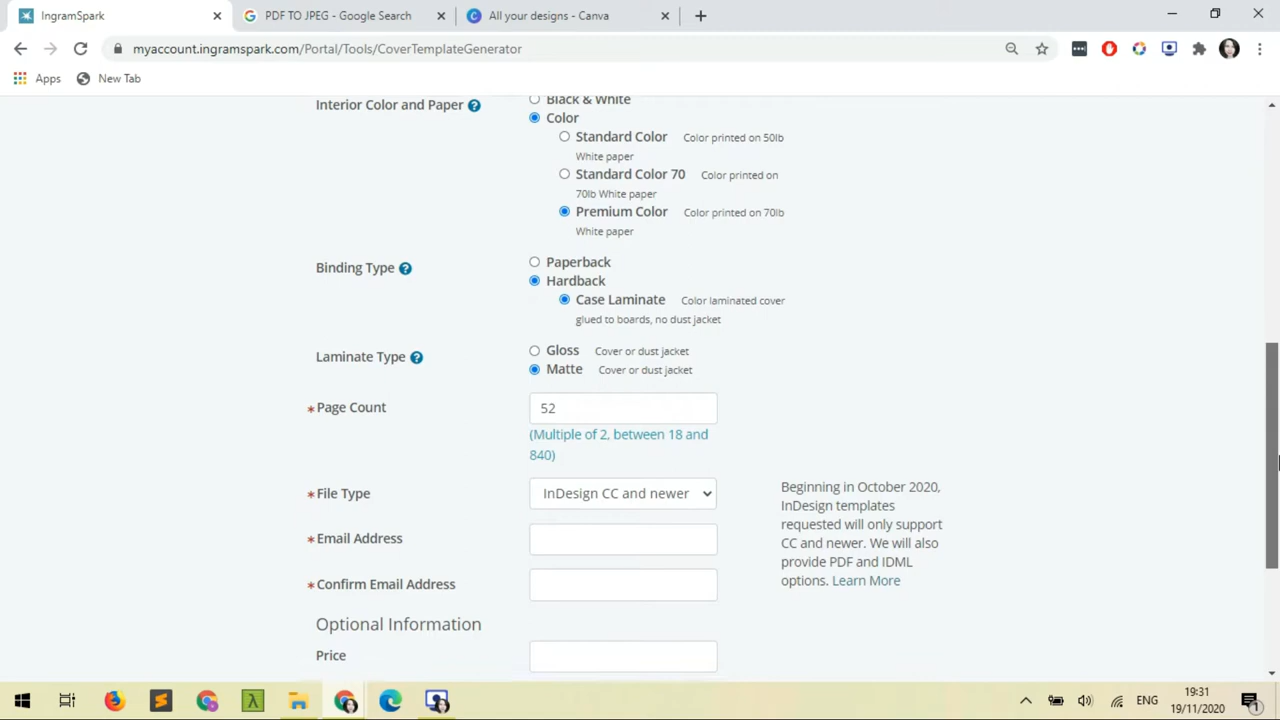 IngramSpark
PDF TO JPEG - Google Search
All your designs - Canva
myaccount.ingramspark.com/Portal/Tools/CoverTemplateGenerator
Apps
New Tab
Interior Color and Paper ?
Black & White
Color
Standard Color Color printed on 50lb
White paper
Standard Color 70 Color printed on
70lb White paper
Premium Color Color printed on 70lb
White paper
Binding Type ?
Paperback
Hardback
Case Laminate Color laminated cover
glued to boards, no dust jacket
Laminate Type ?
Gloss Cover or dust jacket
Matte Cover or dust jacket
*Page Count
52
(Multiple of 2, between 18 and
840)
*File Type
InDesign CC and newer
Beginning in October 2020,
InDesign templates
requested will only support
CC and newer. We will also
provide PDF and IDML
options. Learn More
*Email Address
*Confirm Email Address
Optional Information
Price
ENG
19:31
19/11/2020
1